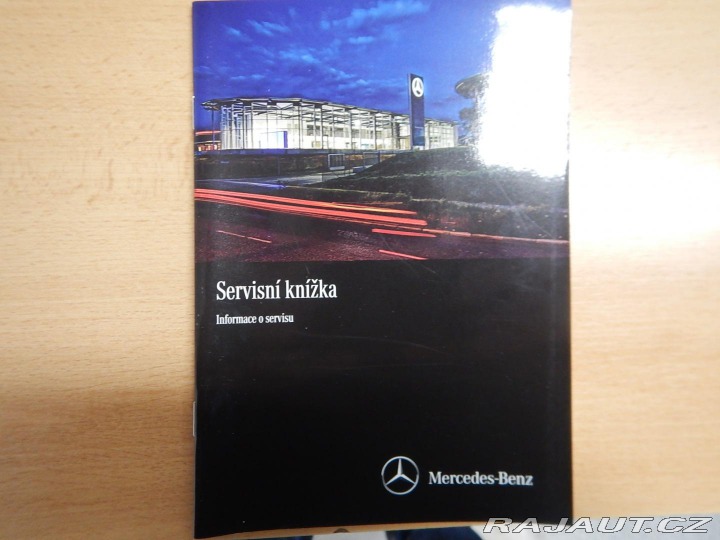 Servisní knížka
Informace o servisu
Mercedes-Benz
RAJAUT.CZ